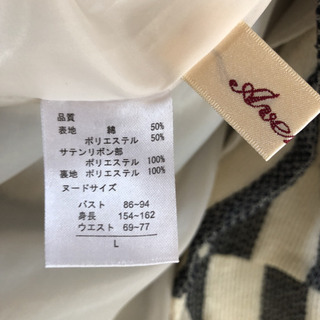 品質
表地 綿 50%
ポリエステル 50%
サテンリボン部
ポリエステル 100%
裏地 ポリエステル 100%
ヌードサイズ
バスト 86~94
身長 154~162
ウエスト 69~77
L
Ave